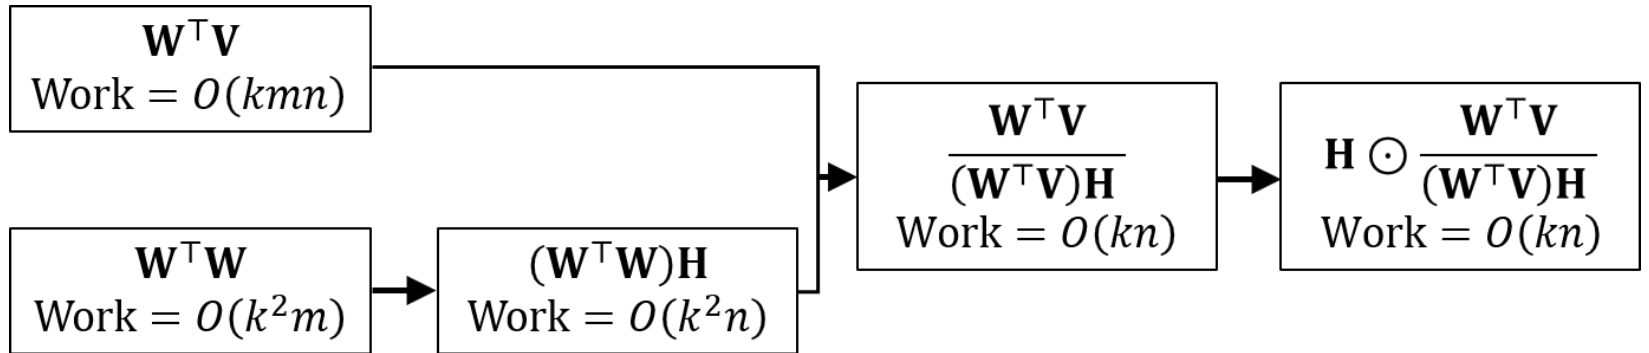 W⊤V
Work = O(kmn)
W⊤W
Work = O(k²m)
(W⊤W)H
Work = O(k²n)
W⊤V
(W⊤V)H
Work = O(kn)
H ⊙ W⊤V
(W⊤V)H
Work = O(kn)